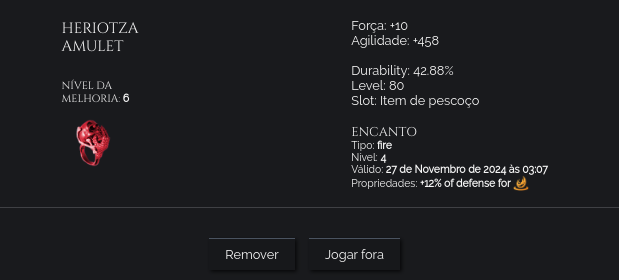 HERIOTZA
AMULET
NÍVEL DA
MELHORIA: 6
Força: +10
Agilidade: +458
Durability: 42.88%
Level: 80
Slot: Item de pescoço
ENCANTO
Tipo: fire
Nivel: 4
Válido: 27 de Novembro de 2024 às 03:07
Propriedades: +12% of defense for
Remover
Jogar fora